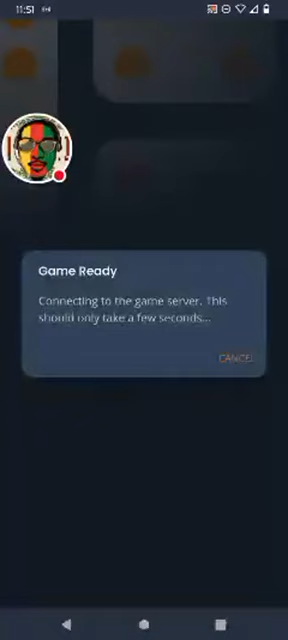 11:51
Game Ready
Connecting to the game server. This
should only take a few seconds...
CANCEL